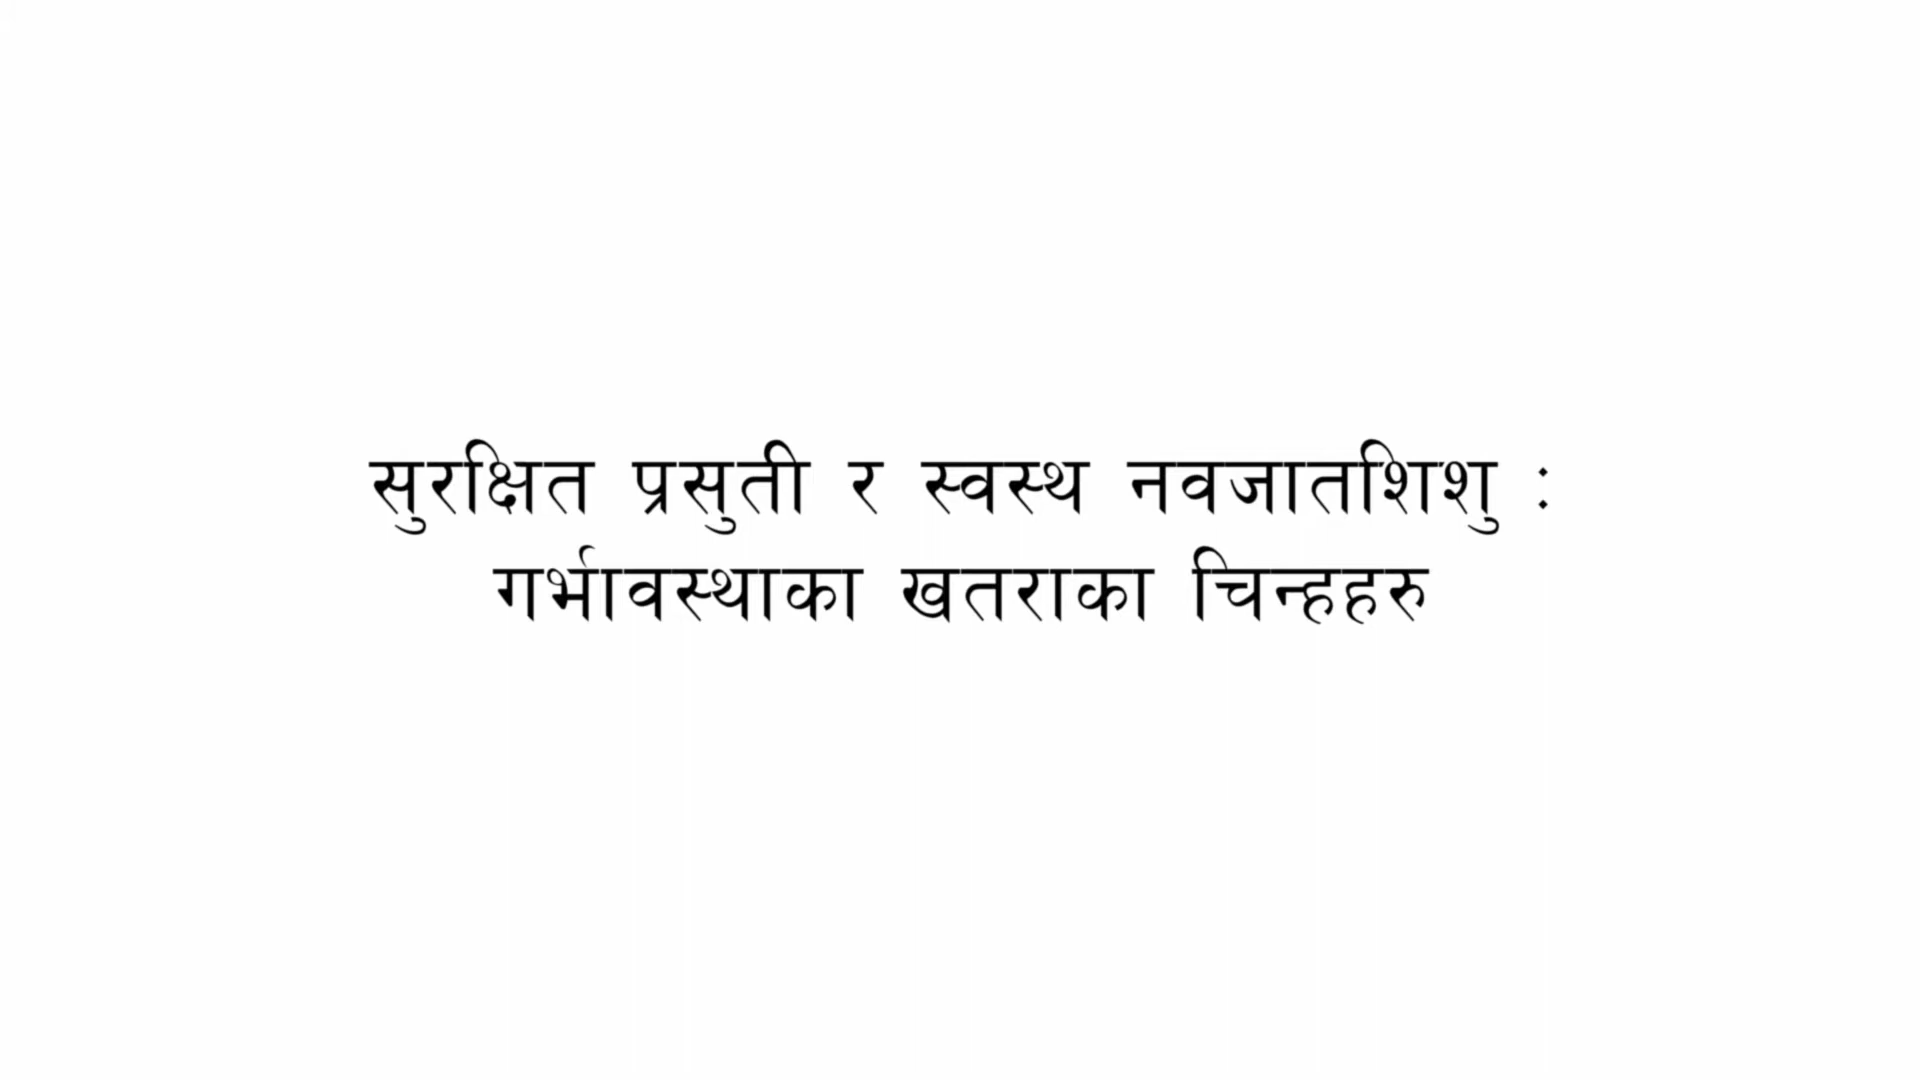 सुरक्षित प्रसुती र स्वस्थ नवजातशिशु :
गर्भावस्थाका खतराका चिन्हहरु